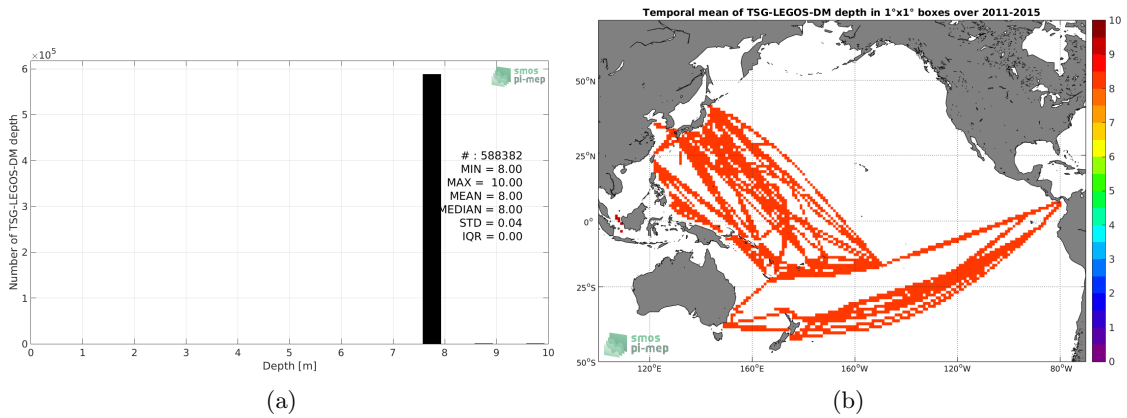 ×10⁵
6
5
4
3
2
1
0
Number of TSG-LEGOS-DM depth
smos
pi-mep
# : 588382
MIN = 8.00
MAX = 10.00
MEAN = 8.00
MEDIAN = 8.00
STD = 0.04
IQR = 0.00
0 1 2 3 4 5 6 7 8 9 10
Depth [m]
(a)
Temporal mean of TSG-LEGOS-DM depth in 1°x1° boxes over 2011-2015
50°N
25°N
0°
25°S
50°S
120°E
160°E
160°W
120°W
80°W
smos
pi-mep
10
9
8
7
6
5
4
3
2
1
0
(b)